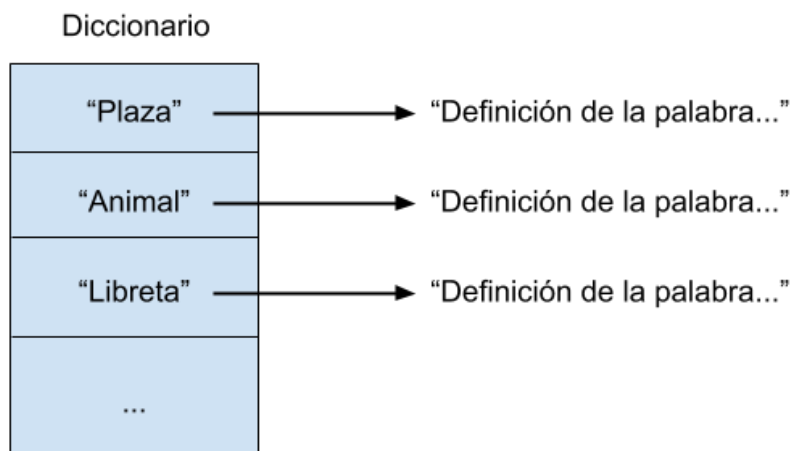 Diccionario
“Plaza” “Definición de la palabra...”
“Animal” “Definición de la palabra...”
“Libreta” “Definición de la palabra...”
...